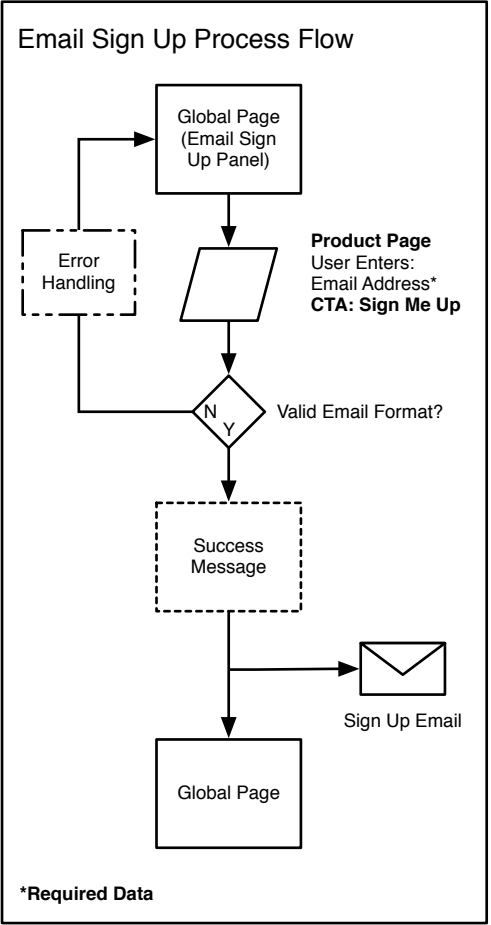 Email Sign Up Process Flow
Global Page
(Email Sign
Up Panel)
Error
Handling
Product Page
User Enters:
Email Address*
CTA: Sign Me Up
N
Y
Valid Email Format?
Success
Message
Sign Up Email
Global Page
*Required Data